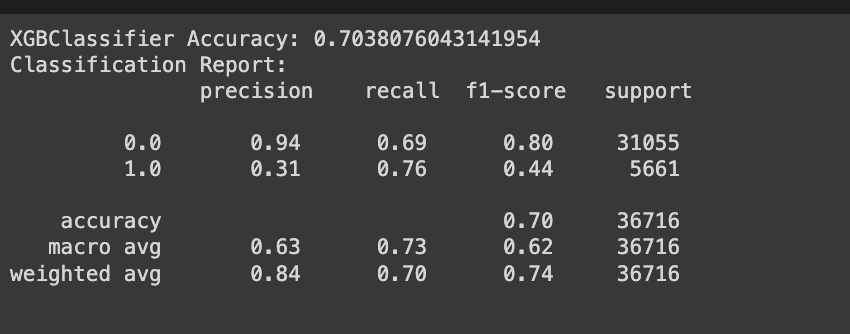 XGBClassifier Accuracy: 0.7038076043141954
Classification Report:
precision recall f1-score support
0.0 0.94 0.69 0.80 31055
1.0 0.31 0.76 0.44 5661
accuracy 0.70 36716
macro avg 0.63 0.73 0.62 36716
weighted avg 0.84 0.70 0.74 36716